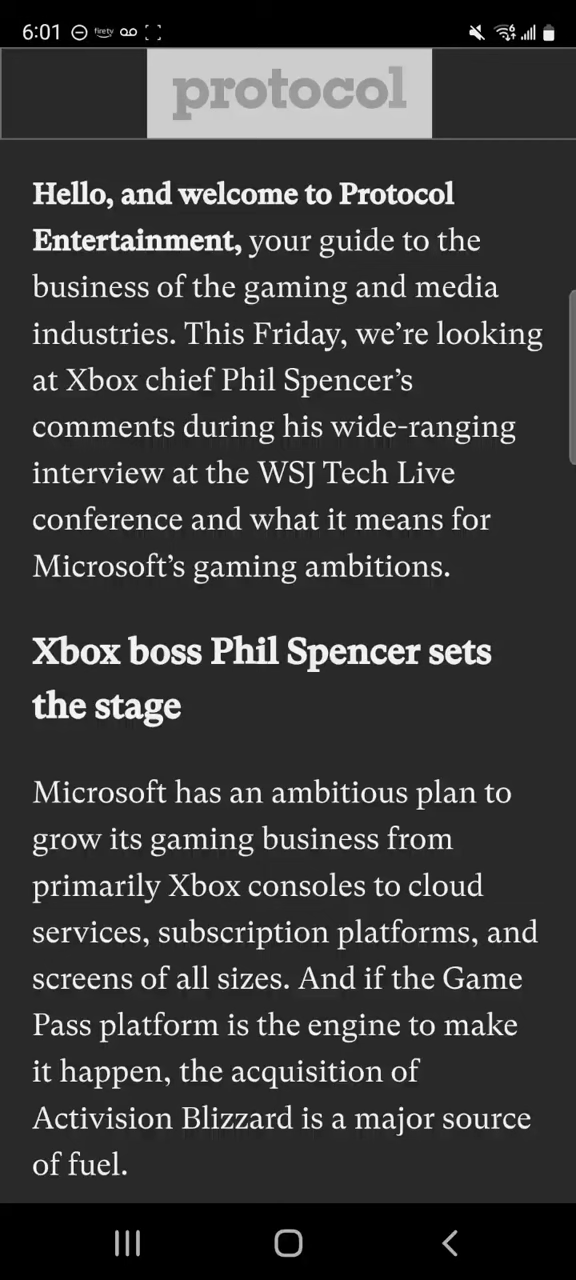 6:01
firetv
protocol
Hello, and welcome to Protocol
Entertainment, your guide to the
business of the gaming and media
industries. This Friday, we’re looking
at Xbox chief Phil Spencer’s
comments during his wide-ranging
interview at the WSJ Tech Live
conference and what it means for
Microsoft’s gaming ambitions.
Xbox boss Phil Spencer sets
the stage
Microsoft has an ambitious plan to
grow its gaming business from
primarily Xbox consoles to cloud
services, subscription platforms, and
screens of all sizes. And if the Game
Pass platform is the engine to make
it happen, the acquisition of
Activision Blizzard is a major source
of fuel.